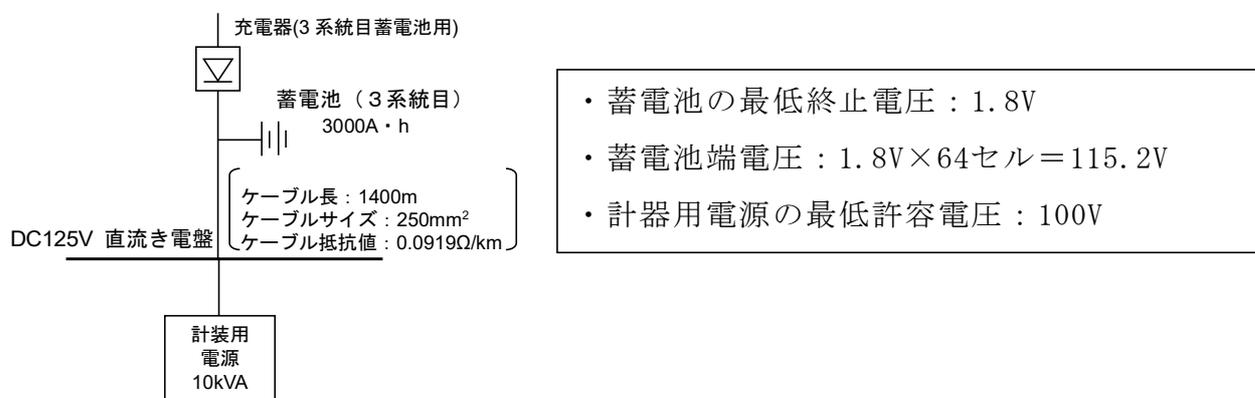 充電器(3 系統目蓄電池用)
蓄電池（３系統目）
3000A・h
ケーブル長：1400m
ケーブルサイズ：250mm²
ケーブル抵抗値：0.0919Ω/km
DC125V 直流き電盤
計装用
電源
10kVA
・蓄電池の最低終止電圧：1.8V
・蓄電池端電圧：1.8V×64セル＝115.2V
・計器用電源の最低許容電圧：100V